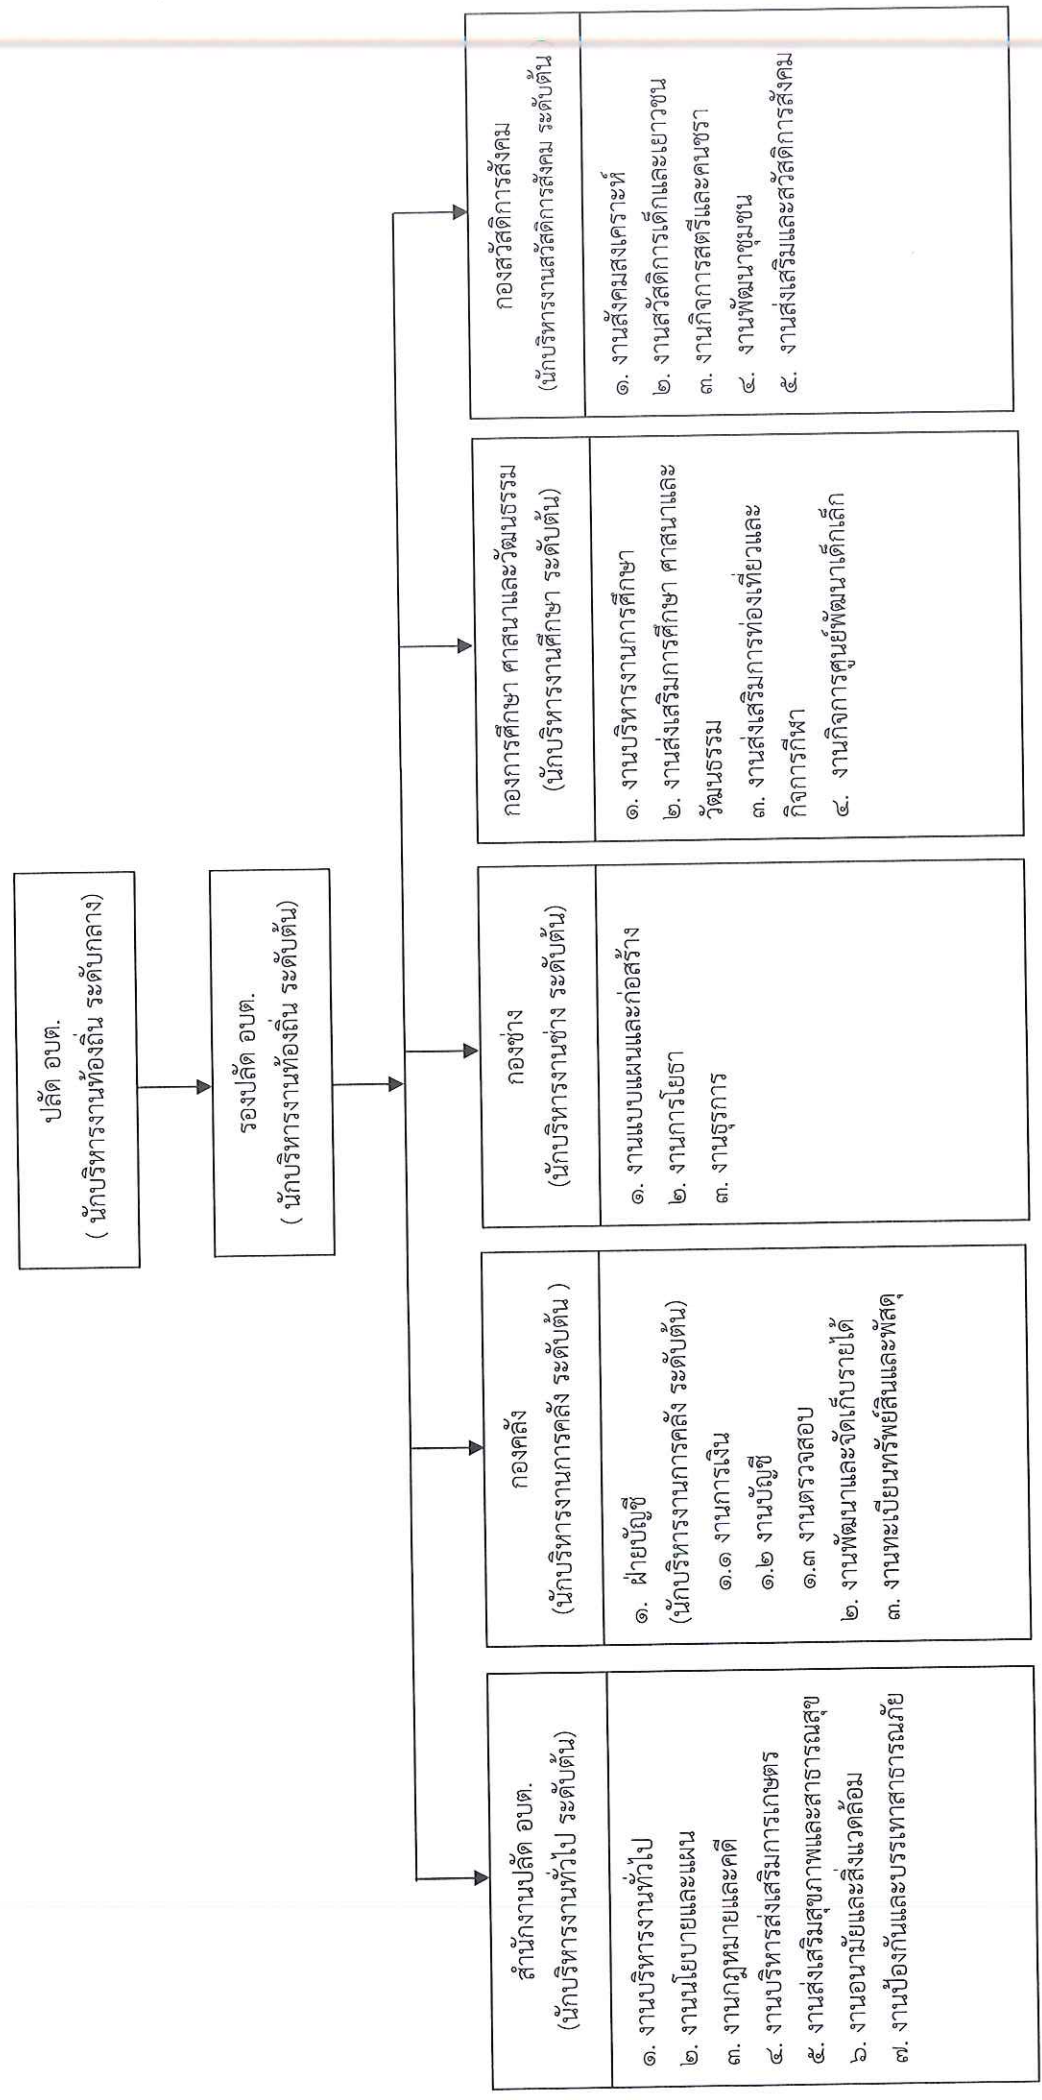 ปลัด อบต.
( นักบริหารงานท้องถิ่น ระดับกลาง)
รองปลัด อบต.
( นักบริหารงานท้องถิ่น ระดับต้น)
สำนักงานปลัด อบต.
(นักบริหารงานทั่วไป ระดับต้น)
๑. งานบริหารงานทั่วไป
๒. งานนโยบายและแผน
๓. งานกฎหมายและคดี
๔. งานบริหารส่งเสริมการเกษตร
๕. งานส่งเสริมสุขภาพและสาธารณสุข
๖. งานอนามัยและสิ่งแวดล้อม
๗. งานป้องกันและบรรเทาสาธารณภัย
กองคลัง
(นักบริหารงานการคลัง ระดับต้น )
๑. ฝ่ายบัญชี
(นักบริหารงานการคลัง ระดับต้น)
๑.๑ งานการเงิน
๑.๒ งานบัญชี
๑.๓ งานตรวจสอบ
๒. งานพัฒนาและจัดเก็บรายได้
๓. งานทะเบียนทรัพย์สินและพัสดุ
กองช่าง
(นักบริหารงานช่าง ระดับต้น)
๑. งานแบบแผนและก่อสร้าง
๒. งานการโยธา
๓. งานธุรการ
กองการศึกษา ศาสนาและวัฒนธรรม
(นักบริหารงานศึกษา ระดับต้น)
๑. งานบริหารงานการศึกษา
๒. งานส่งเสริมการศึกษา ศาสนาและ
วัฒนธรรม
๓. งานส่งเสริมการท่องเที่ยวและ
กิจการกีฬา
๔. งานกิจการศูนย์พัฒนาเด็กเล็ก
กองสวัสดิการสังคม
(นักบริหารงานสวัสดิการสังคม ระดับต้น )
๑. งานสังคมสงเคราะห์
๒. งานสวัสดิการเด็กและเยาวชน
๓. งานกิจการสตรีและคนชรา
๔. งานพัฒนาชุมชน
๕. งานส่งเสริมและสวัสดิการสังคม